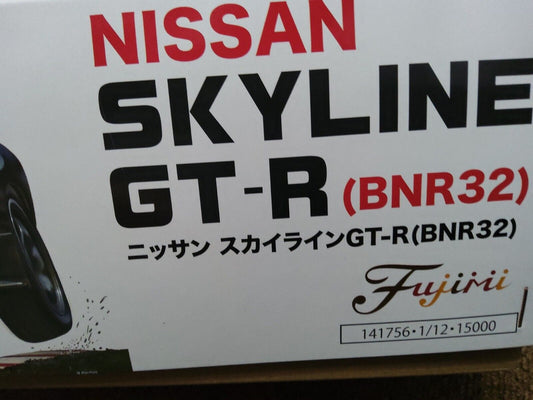 NISSAN
SKYLINE
GT-R (BNR32)
ニッサン スカイラインGT-R(BNR32)
Fujimi
141756・1/12・15000